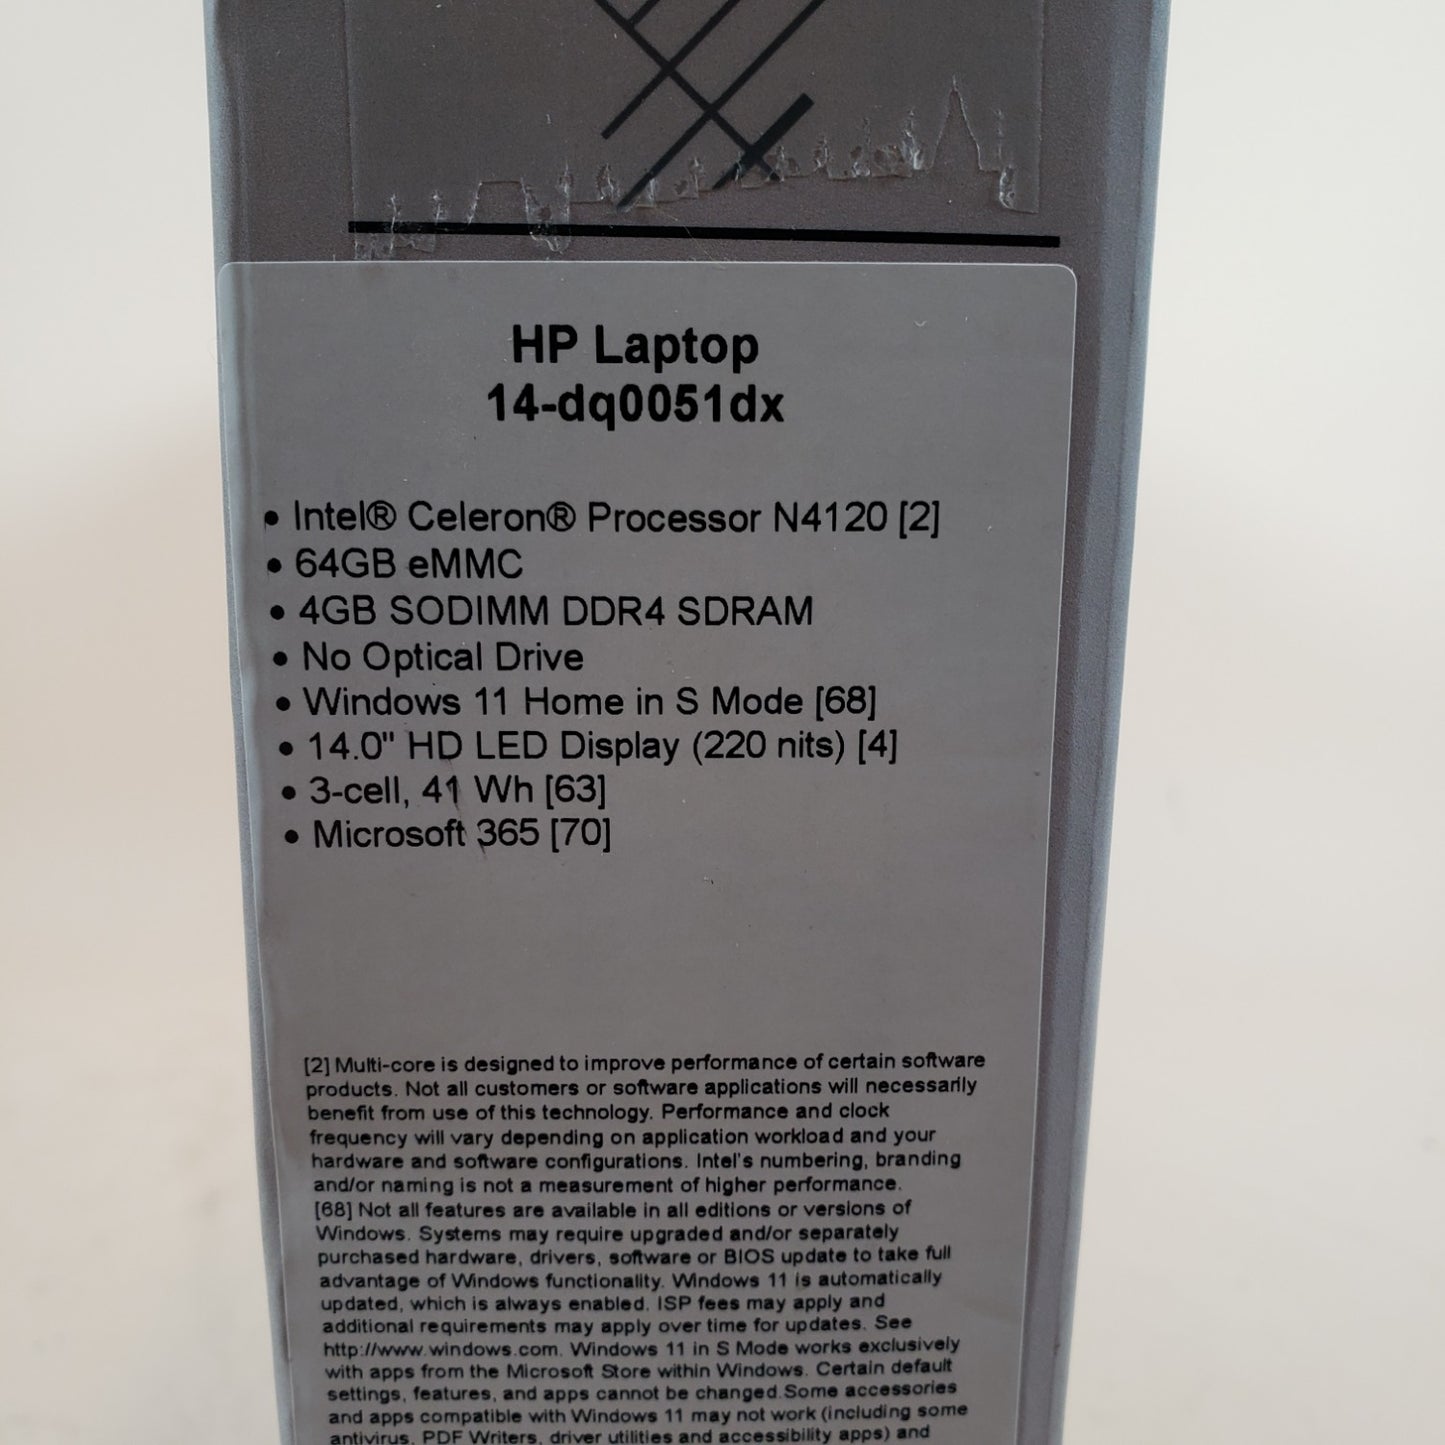 HP Laptop
14-dq0051dx
• Intel® Celeron® Processor N4120 [2]
• 64GB eMMC
• 4GB SODIMM DDR4 SDRAM
• No Optical Drive
• Windows 11 Home in S Mode [68]
• 14.0" HD LED Display (220 nits) [4]
• 3-cell, 41 Wh [63]
• Microsoft 365 [70]
[2] Multi-core is designed to improve performance of certain software
products. Not all customers or software applications will necessarily
benefit from use of this technology. Performance and clock
frequency will vary depending on application workload and your
hardware and software configurations. Intel's numbering, branding
and/or naming is not a measurement of higher performance.
[68] Not all features are available in all editions or versions of
Windows. Systems may require upgraded and/or separately
purchased hardware, drivers, software or BIOS update to take full
advantage of Windows functionality. Windows 11 is automatically
updated, which is always enabled. ISP fees may apply and
additional requirements may apply over time for updates. See
http://www.windows.com. Windows 11 in S Mode works exclusively
with apps from the Microsoft Store within Windows. Certain default
settings, features, and apps cannot be changed.Some accessories
and apps compatible with Windows 11 may not work (including some
antivirus, PDF Writers, driver utilities and accessibility apps) and